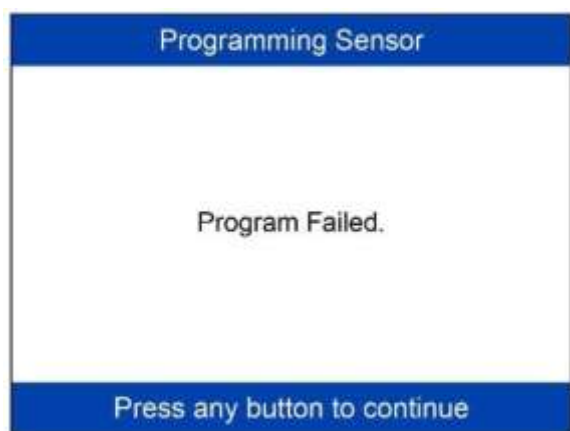 Programming Sensor
Program Failed.
Press any button to continue